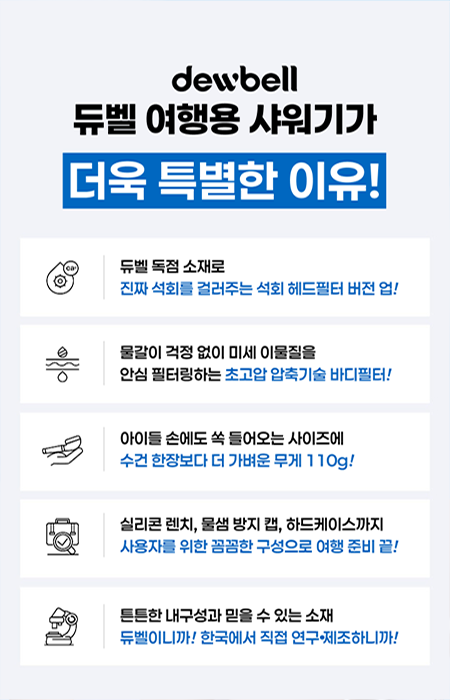 dewbell
듀벨 여행용 샤워기가
더욱 특별한 이유!
Ca²⁺
듀벨 독점 소재로
진짜 석회를 걸러주는 석회 헤드필터 버전 업!
물갈이 걱정 없이 미세 이물질을
안심 필터링하는 초고압 압축기술 바디필터!
아이들 손에도 쏙 들어오는 사이즈에
수건 한장보다 더 가벼운 무게 110g!
실리콘 렌치, 물샘 방지 캡, 하드케이스까지
사용자를 위한 꼼꼼한 구성으로 여행 준비 끝!
튼튼한 내구성과 믿을 수 있는 소재
듀벨이니까! 한국에서 직접 연구•제조하니까!